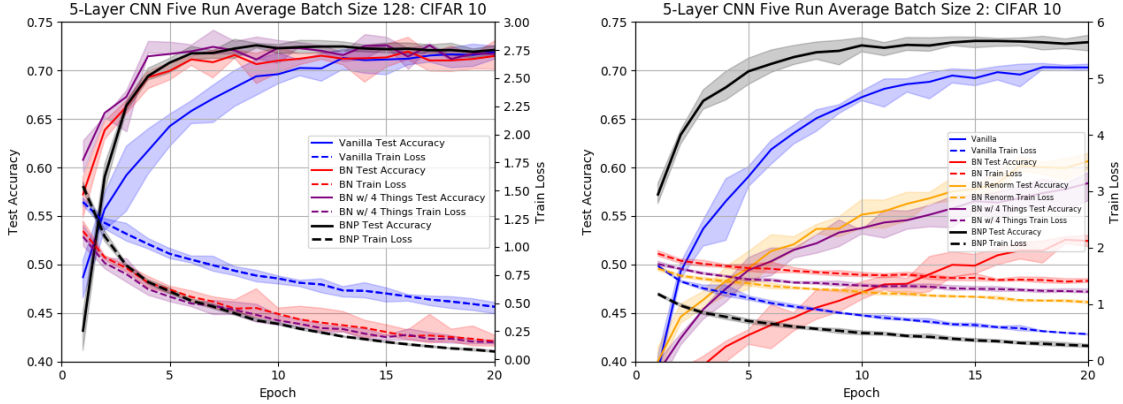 5-Layer CNN Five Run Average Batch Size 128: CIFAR 10
0.75
0.70
0.65
0.60
0.55
0.50
0.45
0.40
Test Accuracy
3.00
2.75
2.50
2.25
2.00
1.75
1.50
1.25
1.00
0.75
0.50
0.25
0.00
Train Loss
Vanilla Test Accuracy
Vanilla Train Loss
BN Test Accuracy
BN Train Loss
BN w/ 4 Things Test Accuracy
BN w/ 4 Things Train Loss
BNP Test Accuracy
BNP Train Loss
0 5 10 15 20
Epoch
5-Layer CNN Five Run Average Batch Size 2: CIFAR 10
0.75
0.70
0.65
0.60
0.55
0.50
0.45
0.40
Test Accuracy
6
5
4
3
2
1
0
Train Loss
Vanilla
Vanilla Train Loss
BN Test Accuracy
BN Train Loss
BN Renorm Test Accuracy
BN Renorm Train Loss
BN w/ 4 Things Test Accuracy
BN w/ 4 Things Train Loss
BNP Test Accuracy
BNP Train Loss
0 5 10 15 20
Epoch